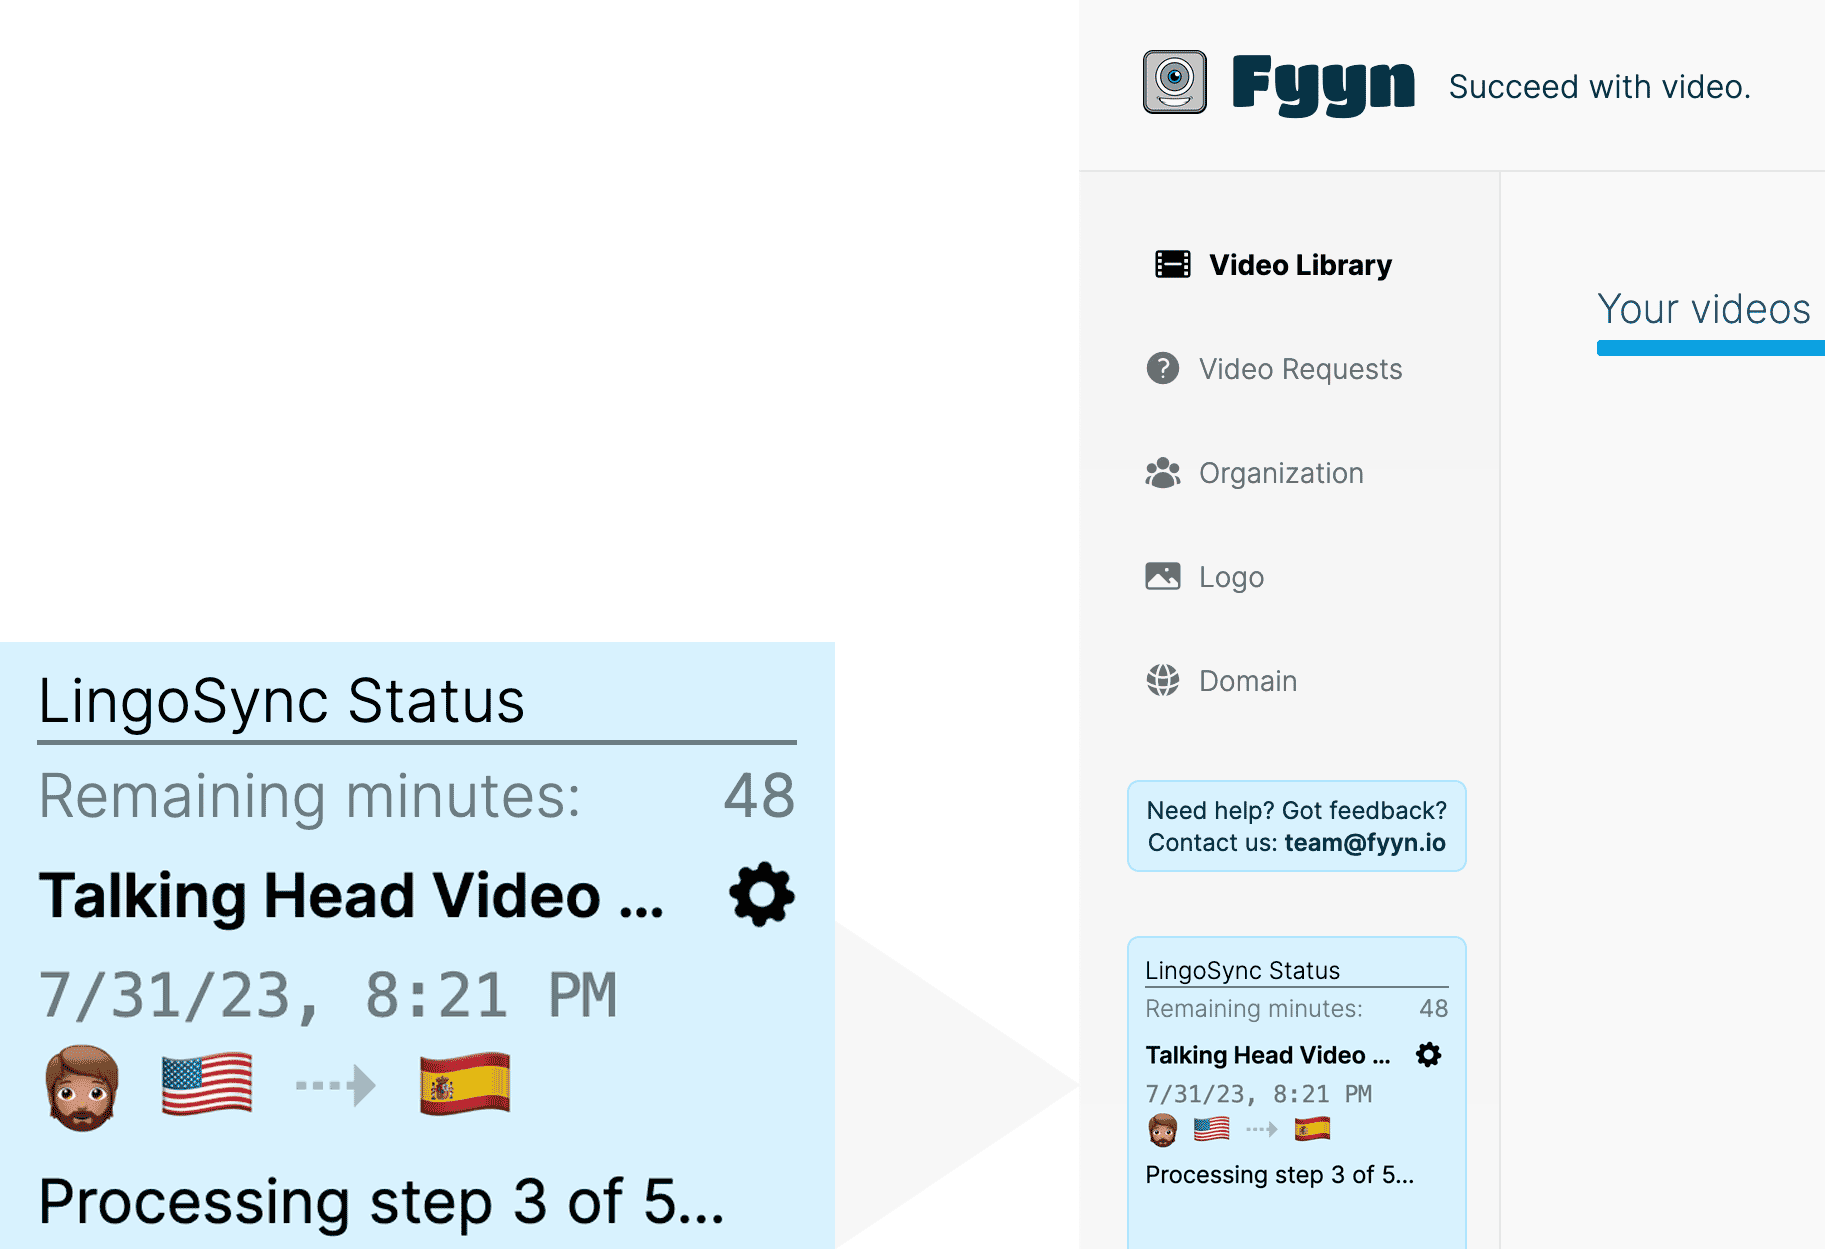 Fyyn
Succeed with video.
Video Library
Video Requests
Organization
Logo
Domain
Need help? Got feedback?
Contact us: team@fyyn.io
LingoSync Status
Remaining minutes: 48
Talking Head Video ...
7/31/23, 8:21 PM
Processing step 3 of 5...
Your videos
LingoSync Status
Remaining minutes: 48
Talking Head Video ...
7/31/23, 8:21 PM
Processing step 3 of 5...